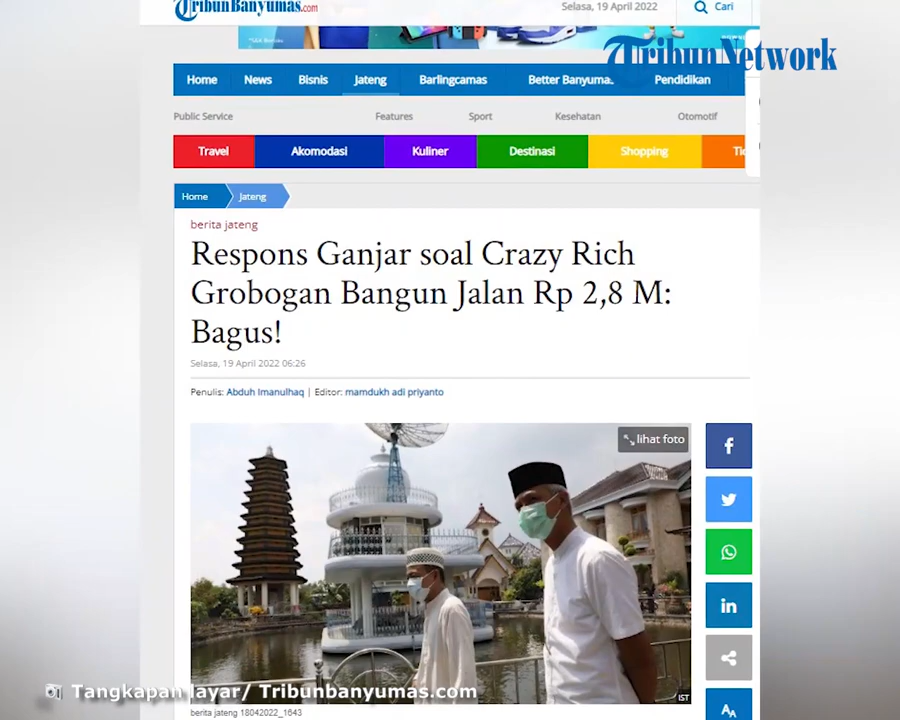 TribunBanyumas.com
Selasa, 19 April 2022
Cari
TribunNetwork
Home News Bisnis Jateng Barlingcamas Better Banyumas Pendidikan
Public Service Features Sport Kesehatan Otomotif
Travel Akomodasi Kuliner Destinasi Shopping
Home Jateng
berita jateng
Respons Ganjar soal Crazy Rich
Grobogan Bangun Jalan Rp 2,8 M:
Bagus!
Selasa, 19 April 2022 06:26
Penulis: Abduh Imanulhaq | Editor: mamdukh adi priyanto
lihat foto
IST
Tangkapan layar/ Tribunbanyumas.com
berita jateng 18042022_1643